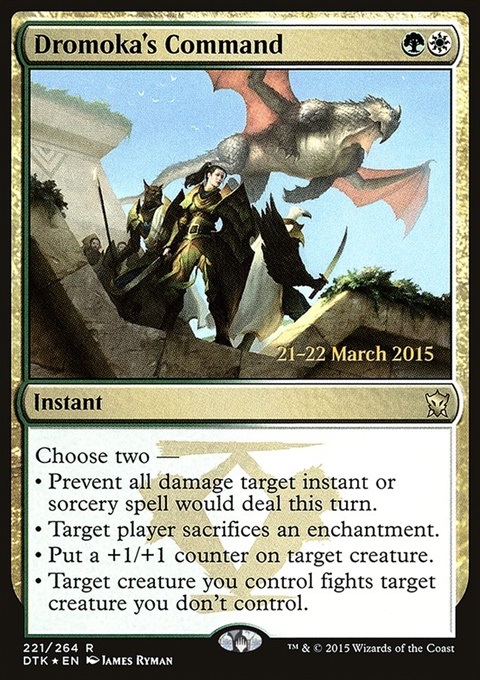 Dromoka's Command
21–22 March 2015
Instant
Choose two —
• Prevent all damage target instant or
sorcery spell would deal this turn.
• Target player sacrifices an enchantment.
• Put a +1/+1 counter on target creature.
• Target creature you control fights target
creature you don't control.
221/264 R
DTK ★ EN James Ryman
™ & © 2015 Wizards of the Coast